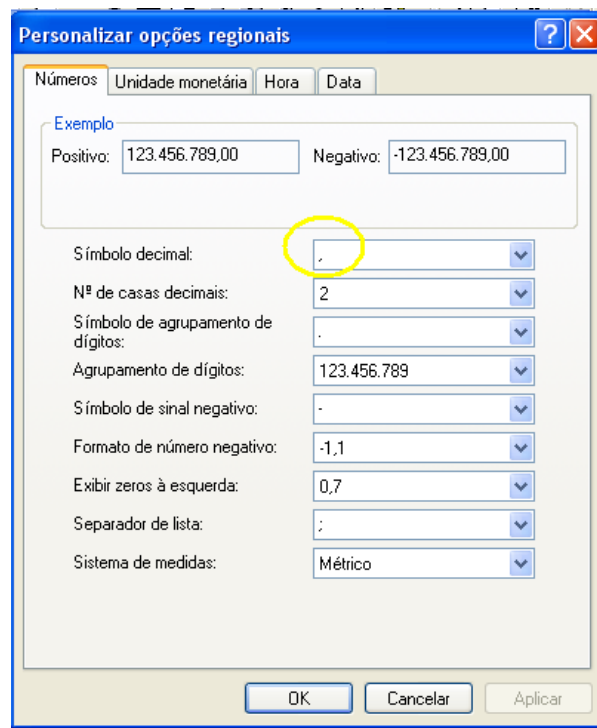 Personalizar opções regionais
Números Unidade monetária Hora Data
Exemplo
Positivo: 123.456.789,00 Negativo: -123.456.789,00
Símbolo decimal: ,
Nº de casas decimais: 2
Símbolo de agrupamento de
dígitos: .
Agrupamento de dígitos: 123.456.789
Símbolo de sinal negativo: -
Formato de número negativo: -1,1
Exibir zeros à esquerda: 0,7
Separador de lista: ;
Sistema de medidas: Métrico
OK Cancelar Aplicar